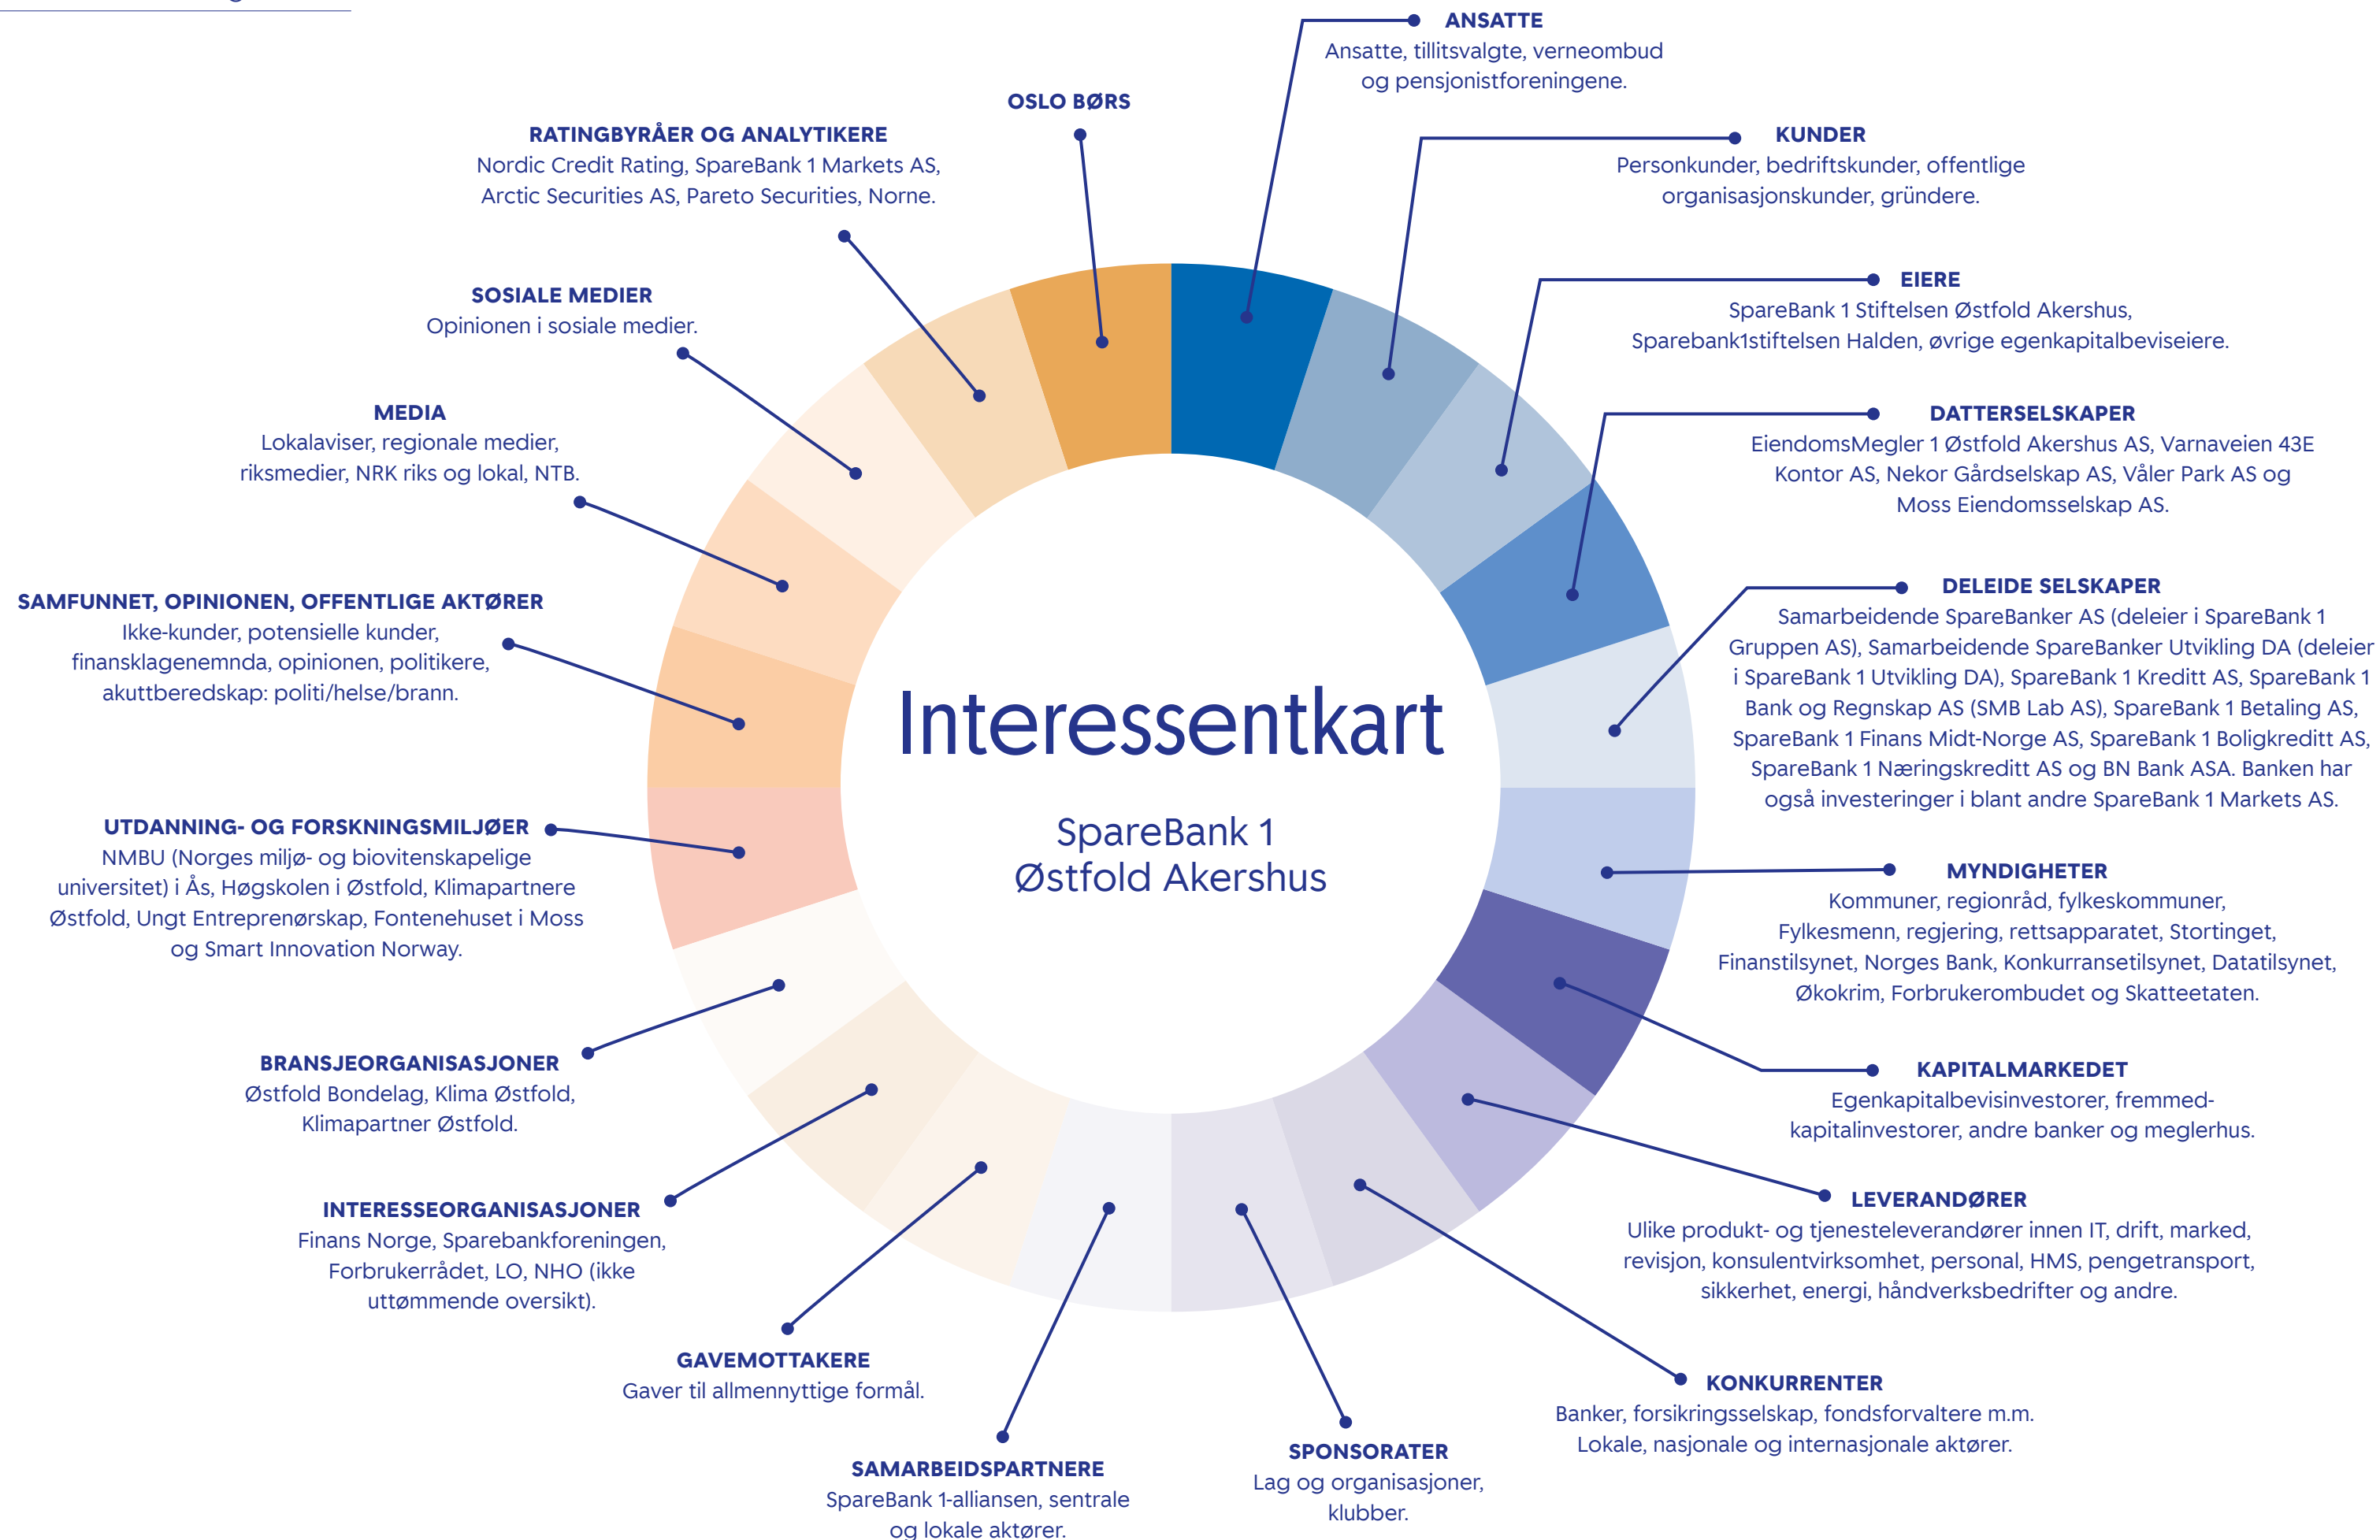 ANSATTE
Ansatte, tillitsvalgte, verneombud
og pensjonistforeningene.
KUNDER
Personkunder, bedriftskunder, offentlige
organisasjonskunder, gründere.
EIERE
SpareBank 1 Stiftelsen Østfold Akershus,
Sparebank1stiftelsen Halden, øvrige egenkapitalbeviseiere.
DATTERSELSKAPER
EiendomsMegler 1 Østfold Akershus AS, Varnaveien 43E
Kontor AS, Nekor Gårdselskap AS, Våler Park AS og
Moss Eiendomsselskap AS.
DELEIDE SELSKAPER
Samarbeidende SpareBanker AS (deleier i SpareBank 1
Gruppen AS), Samarbeidende SpareBanker Utvikling DA (deleier
i SpareBank 1 Utvikling DA), SpareBank 1 Kreditt AS, SpareBank 1
Bank og Regnskap AS (SMB Lab AS), SpareBank 1 Betaling AS,
SpareBank 1 Finans Midt-Norge AS, SpareBank 1 Boligkreditt AS,
SpareBank 1 Næringskreditt AS og BN Bank ASA. Banken har
også investeringer i blant andre SpareBank 1 Markets AS.
MYNDIGHETER
Kommuner, regionråd, fylkeskommuner,
Fylkesmenn, regjering, rettsapparatet, Stortinget,
Finanstilsynet, Norges Bank, Konkurransetilsynet, Datatilsynet,
Økokrim, Forbrukerombudet og Skatteetaten.
KAPITALMARKEDET
Egenkapitalbevisinvestorer, fremmed-
kapitalinvestorer, andre banker og meglerhus.
LEVERANDØRER
Ulike produkt- og tjenesteleverandører innen IT, drift, marked,
revisjon, konsulentvirksomhet, personal, HMS, pengetransport,
sikkerhet, energi, håndverksbedrifter og andre.
KONKURRENTER
Banker, forsikringsselskap, fondsforvaltere m.m.
Lokale, nasjonale og internasjonale aktører.
SPONSORATER
Lag og organisasjoner,
klubber.
SAMARBEIDSPARTNERE
SpareBank 1-alliansen, sentrale
og lokale aktører.
GAVEMOTTAKERE
Gaver til allmennyttige formål.
INTERESSEORGANISASJONER
Finans Norge, Sparebankforeningen,
Forbrukerrådet, LO, NHO (ikke
uttømmende oversikt).
BRANSJEORGANISASJONER
Østfold Bondelag, Klima Østfold,
Klimapartner Østfold.
UTDANNING- OG FORSKNINGSMILJØER
NMBU (Norges miljø- og biovitenskapelige
universitet) i Ås, Høgskolen i Østfold, Klimapartnere
Østfold, Ungt Entreprenørskap, Fontenehuset i Moss
og Smart Innovation Norway.
SAMFUNNET, OPINIONEN, OFFENTLIGE AKTØRER
Ikke-kunder, potensielle kunder,
finansklagenemnda, opinionen, politikere,
akuttberedskap: politi/helse/brann.
MEDIA
Lokalaviser, regionale medier,
riksmedier, NRK riks og lokal, NTB.
SOSIALE MEDIER
Opinionen i sosiale medier.
RATINGBYRÅER OG ANALYTIKERE
Nordic Credit Rating, SpareBank 1 Markets AS,
Arctic Securities AS, Pareto Securities, Norne.
OSLO BØRS
Interessentkart
SpareBank 1
Østfold Akershus